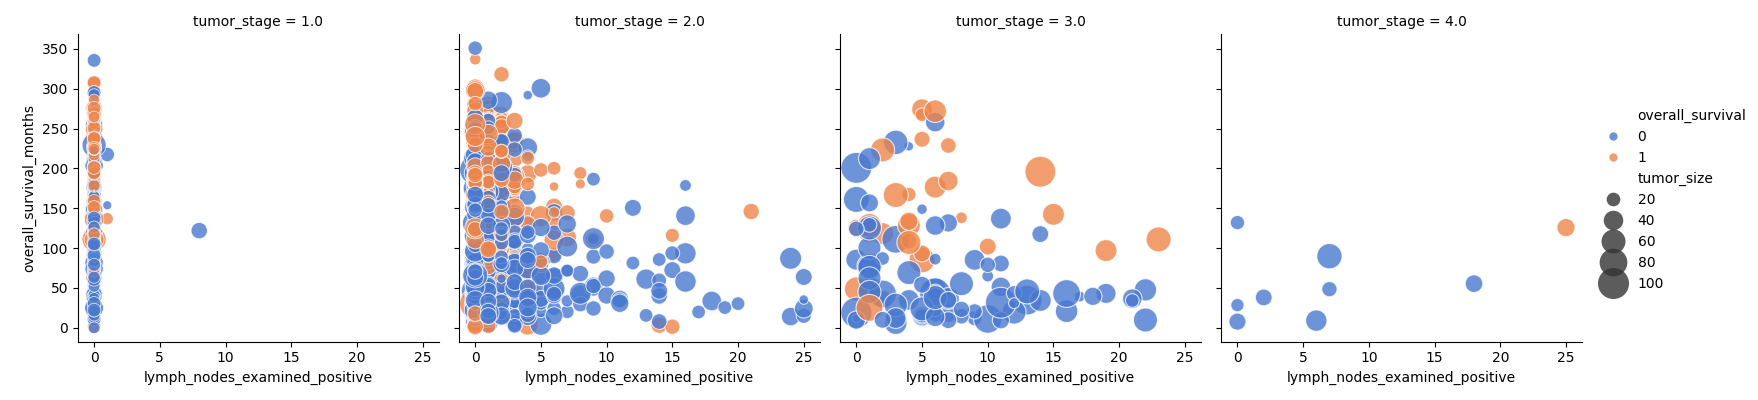 tumor_stage = 1.0
tumor_stage = 2.0
tumor_stage = 3.0
tumor_stage = 4.0
350
300
250
200
150
100
50
0
overall_survival_months
0 5 10 15 20 25
0 5 10 15 20 25
0 5 10 15 20 25
0 5 10 15 20 25
lymph_nodes_examined_positive
lymph_nodes_examined_positive
lymph_nodes_examined_positive
lymph_nodes_examined_positive
overall_survival
0
1
tumor_size
20
40
60
80
100